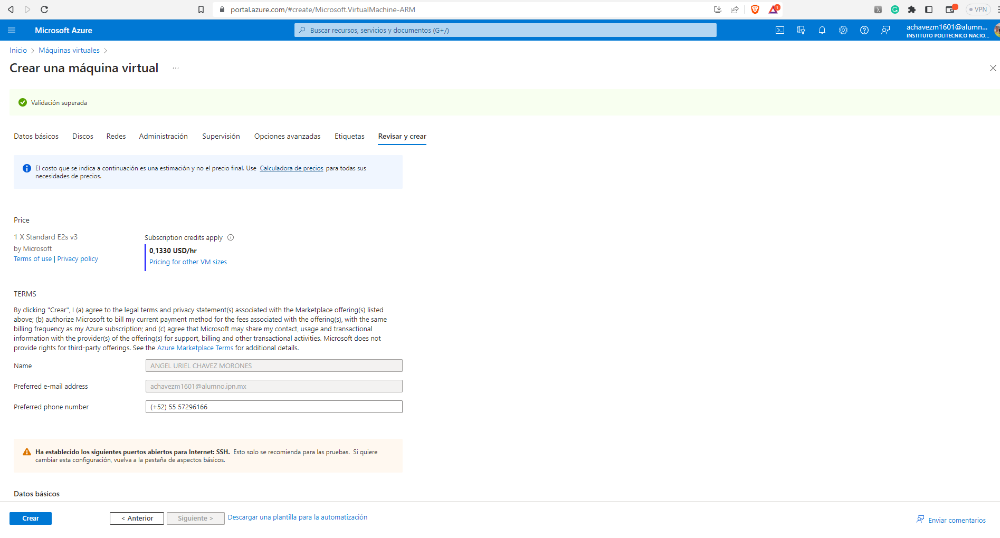 portal.azure.com/#create/Microsoft.VirtualMachine-ARM
1
VPN
Microsoft Azure
Buscar recursos, servicios y documentos (G+/)
achavezm1601@alumn...
INSTITUTO POLITECNICO NACIO...
Inicio > Máquinas virtuales >
Crear una máquina virtual ...
Validación superada
Datos básicos Discos Redes Administración Supervisión Opciones avanzadas Etiquetas Revisar y crear
El costo que se indica a continuación es una estimación y no el precio final. Use Calculadora de precios para todas sus
necesidades de precios.
Price
1 X Standard E2s v3
by Microsoft
Terms of use | Privacy policy
Subscription credits apply
0,1330 USD/hr
Pricing for other VM sizes
TERMS
By clicking "Crear", I (a) agree to the legal terms and privacy statement(s) associated with the Marketplace offering(s) listed
above; (b) authorize Microsoft to bill my current payment method for the fees associated with the offering(s), with the same
billing frequency as my Azure subscription; and (c) agree that Microsoft may share my contact, usage and transactional
information with the provider(s) of the offering(s) for support, billing and other transactional activities. Microsoft does not
provide rights for third-party offerings. See the Azure Marketplace Terms for additional details.
Name ANGEL URIEL CHAVEZ MORONES
Preferred e-mail address achavezm1601@alumno.ipn.mx
Preferred phone number (+52) 55 57296166
Ha establecido los siguientes puertos abiertos para Internet: SSH. Esto solo se recomienda para las pruebas. Si quiere
cambiar esta configuración, vuelva a la pestaña de aspectos básicos.
Datos básicos
Crear < Anterior Siguiente > Descargar una plantilla para la automatización
Enviar comentarios